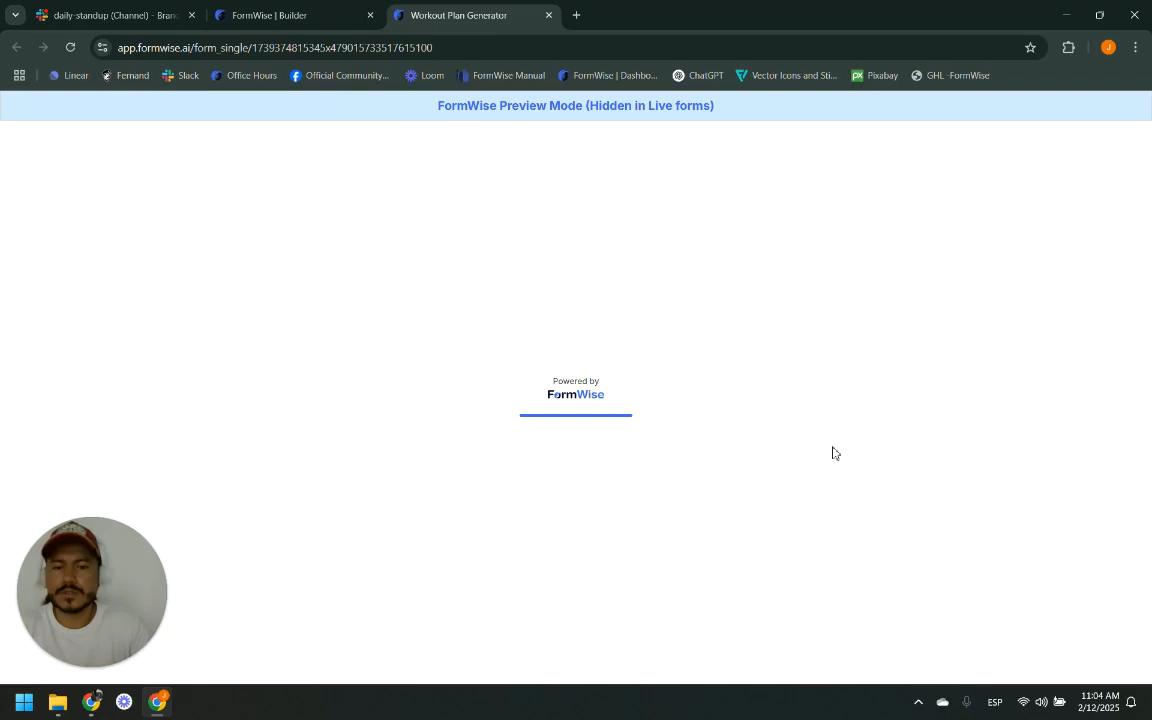 daily-standup (Channel) - Bran
FormWise | Builder
Workout Plan Generator
app.formwise.ai/form_single/1739374815345x479015733517615100
J
Linear
Fernand
Slack
Office Hours
Official Community...
Loom
FormWise Manual
FormWise | Dashbo...
ChatGPT
Vector Icons and Sti...
px Pixabay
GHL -FormWise
FormWise Preview Mode (Hidden in Live forms)
Powered by
FormWise
J
ESP
11:04 AM
2/12/2025